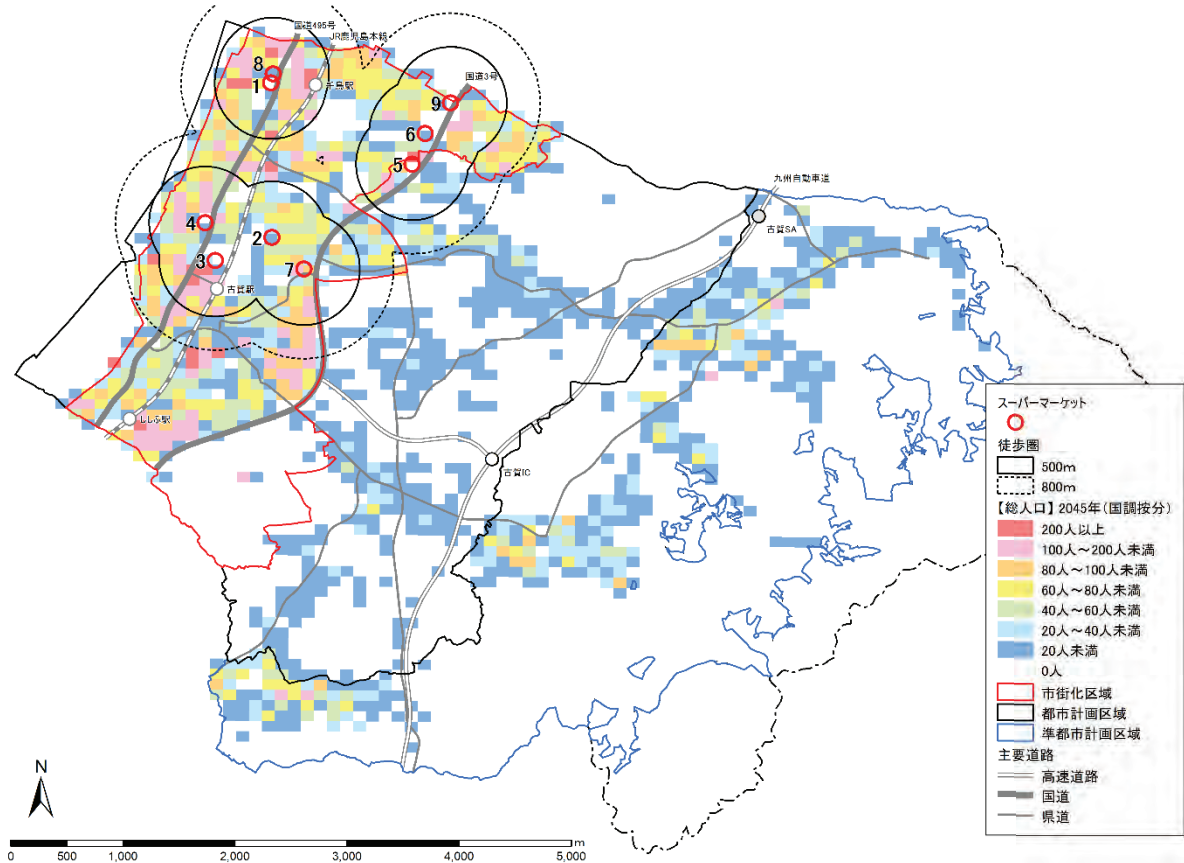 国道495号
JR鹿児島本線
8
1
千鳥駅
国道3号
9
6
5
九州自動車道
古賀SA
4
2
3
7
古賀駅
ししぶ駅
古賀IC
スーパーマーケット
徒歩圏
500m
800m
【総人口】 2045年(国調按分)
200人以上
100人~200人未満
80人~100人未満
60人~80人未満
40人~60人未満
20人~40人未満
20人未満
0人
市街化区域
都市計画区域
準都市計画区域
主要道路
高速道路
国道
県道
N
0 500 1,000 2,000 3,000 4,000 5,000 m